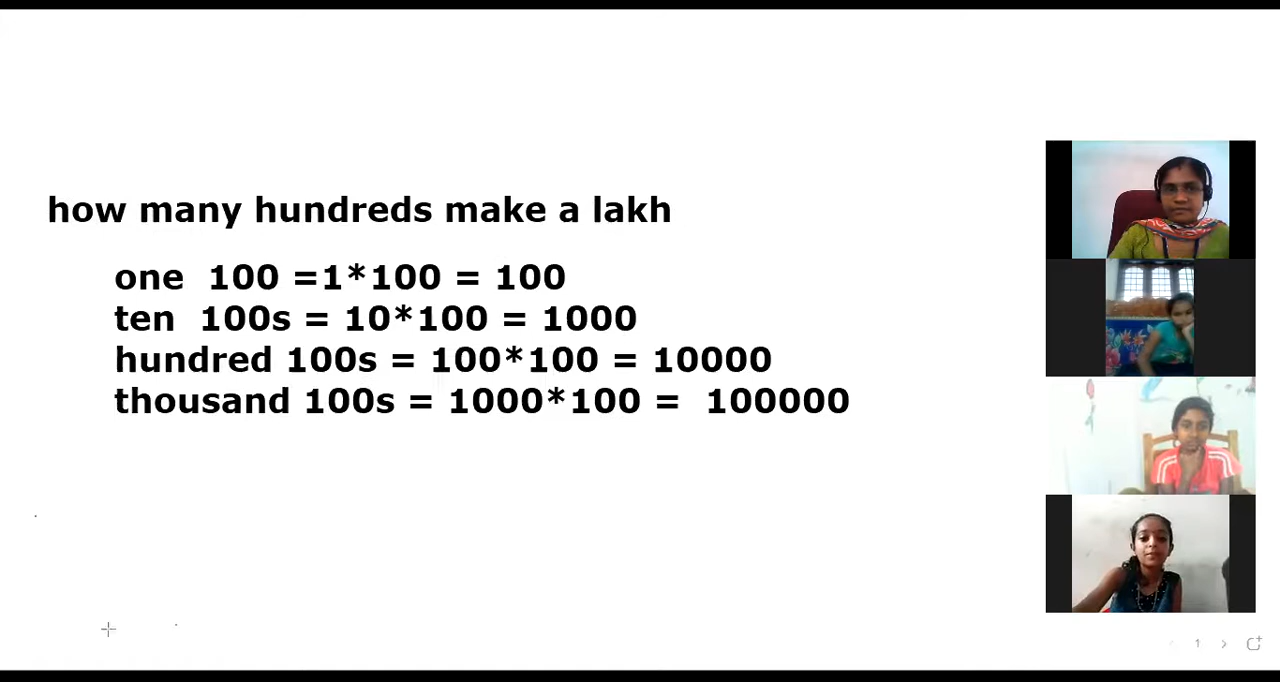 how many hundreds make a lakh
one 100 =1*100 = 100
ten 100s = 10*100 = 1000
hundred 100s = 100*100 = 10000
thousand 100s = 1000*100 = 100000
1